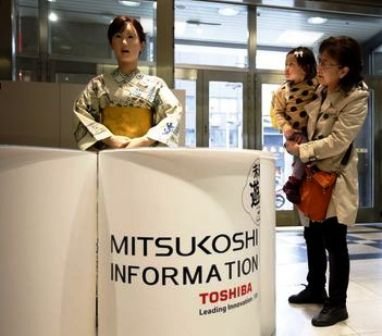 MITSUKOSHI
INFORMATION
TOSHIBA
Leading Innovation